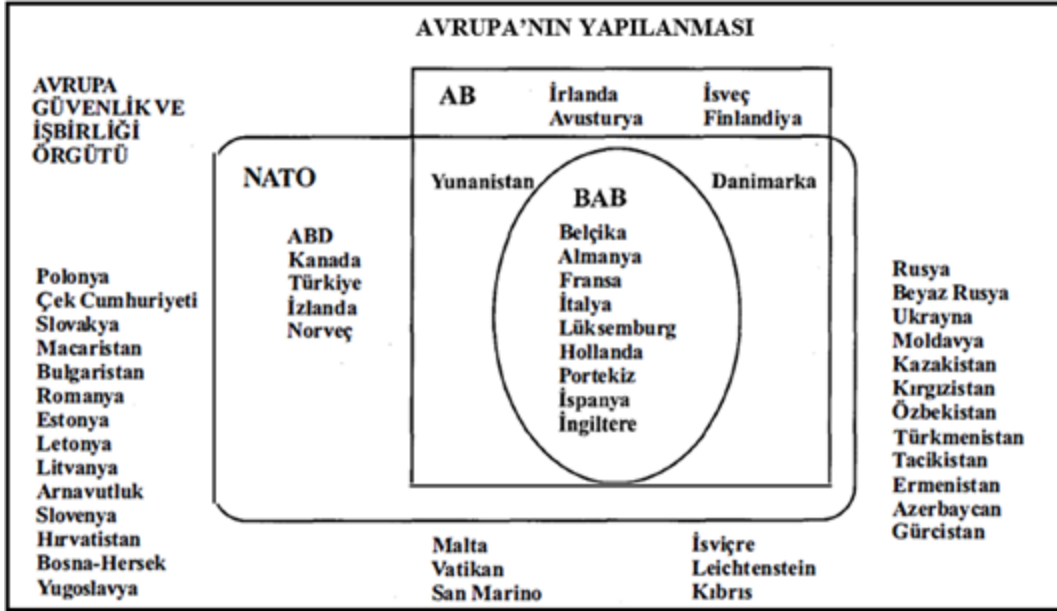 AVRUPA’NIN YAPILANMASI
AVRUPA
GÜVENLİK VE
İŞBİRLİĞİ
ÖRGÜTÜ
AB
İrlanda
Avusturya
İsveç
Finlandiya
NATO
ABD
Kanada
Türkiye
İzlanda
Norveç
Yunanistan
Danimarka
BAB
Belçika
Almanya
Fransa
İtalya
Lüksemburg
Hollanda
Portekiz
İspanya
İngiltere
Polonya
Çek Cumhuriyeti
Slovakya
Macaristan
Bulgaristan
Romanya
Estonya
Letonya
Litvanya
Arnavutluk
Slovenya
Hırvatistan
Bosna-Hersek
Yugoslavya
Malta
Vatikan
San Marino
İsviçre
Leichtenstein
Kıbrıs
Rusya
Beyaz Rusya
Ukrayna
Moldavya
Kazakistan
Kırgızistan
Özbekistan
Türkmenistan
Tacikistan
Ermenistan
Azerbaycan
Gürcistan